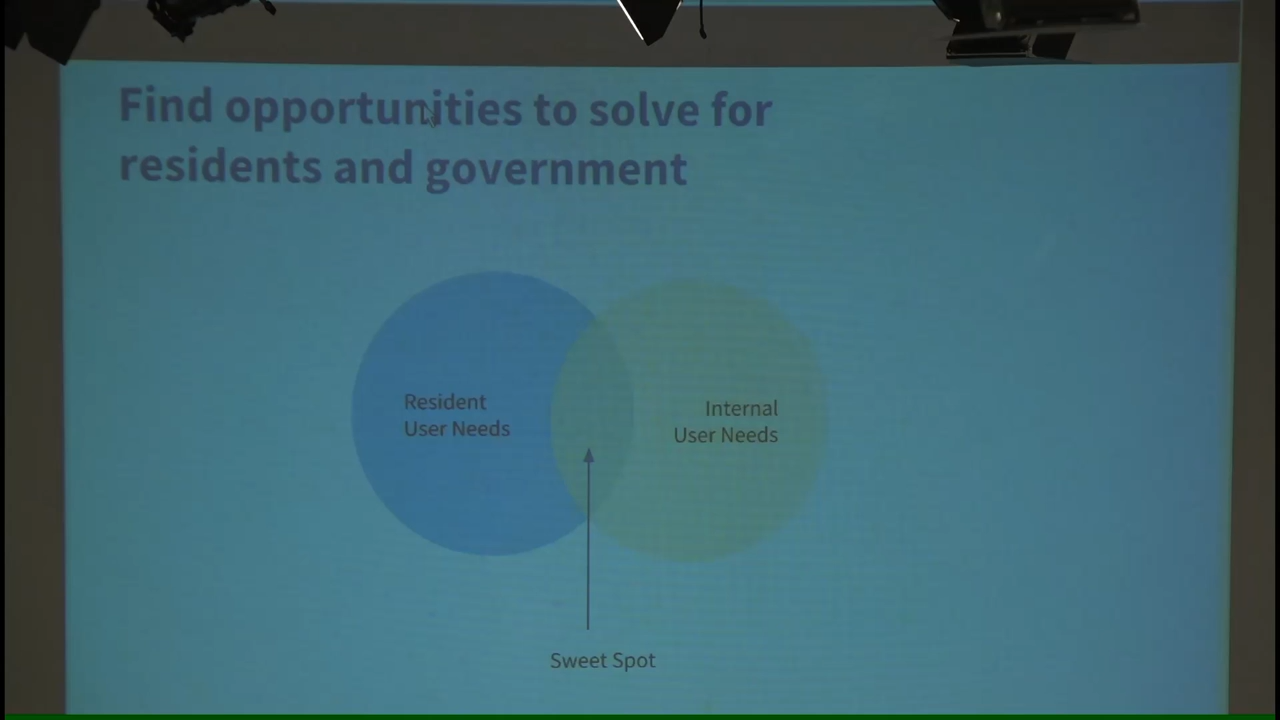 Find opportunities to solve for
residents and government
Resident
User Needs
Internal
User Needs
Sweet Spot